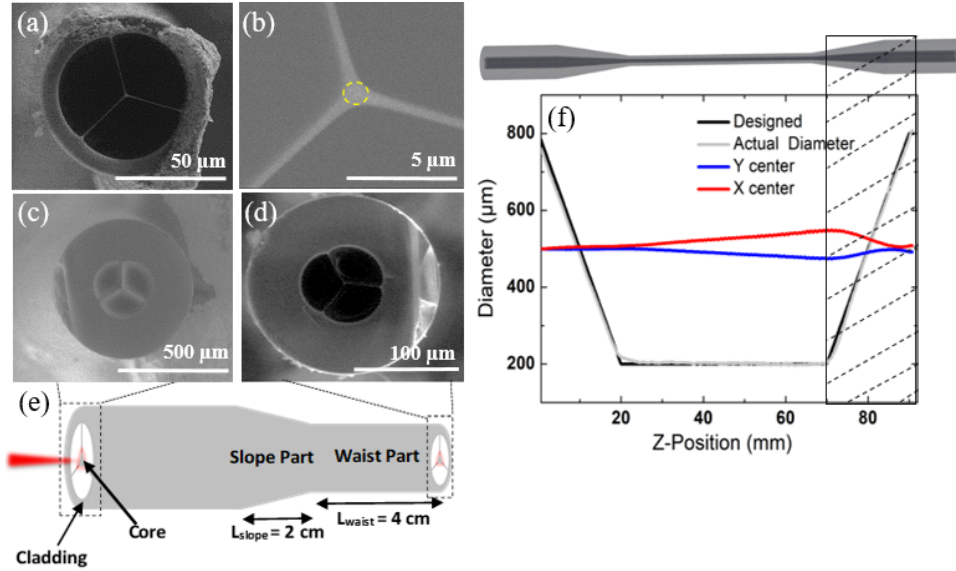 (a)
50 μm
(b)
5 μm
(c)
500 μm
(d)
100 μm
(e)
Slope Part
Waist Part
Core
Cladding
Lslope = 2 cm
Lwaist = 4 cm
(f)
Designed
Actual Diameter
Y center
X center
Diameter (μm)
800
600
400
200
0
20
40
60
80
Z-Position (mm)